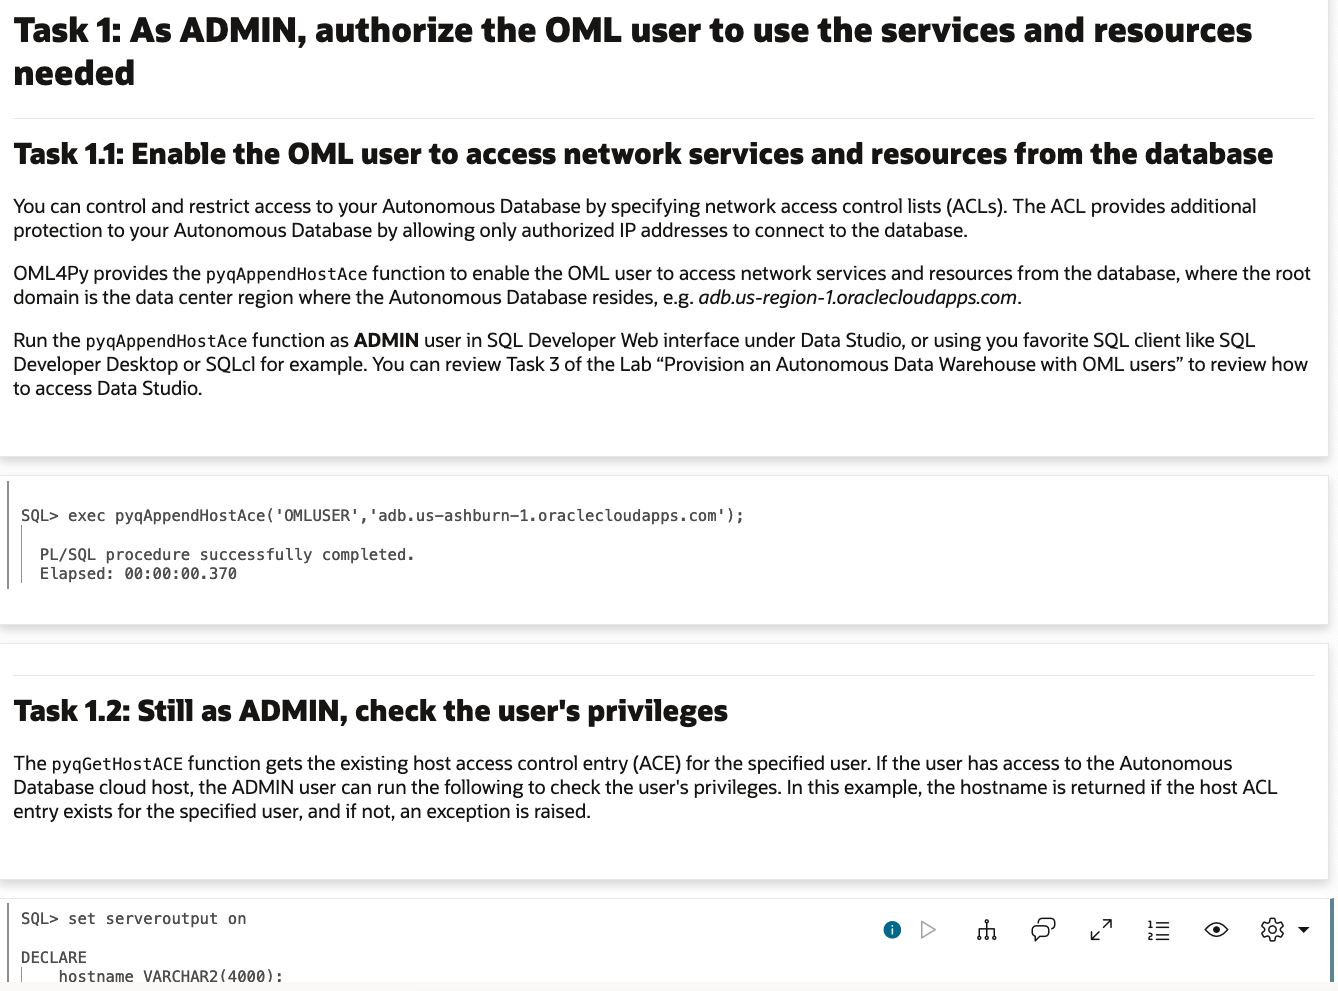 Task 1: As ADMIN, authorize the OML user to use the services and resources
needed
Task 1.1: Enable the OML user to access network services and resources from the database
You can control and restrict access to your Autonomous Database by specifying network access control lists (ACLs). The ACL provides additional
protection to your Autonomous Database by allowing only authorized IP addresses to connect to the database.
OML4Py provides the pyqAppendHostAce function to enable the OML user to access network services and resources from the database, where the root
domain is the data center region where the Autonomous Database resides, e.g. adb.us-region-1.oraclecloudapps.com.
Run the pyqAppendHostAce function as ADMIN user in SQL Developer Web interface under Data Studio, or using you favorite SQL client like SQL
Developer Desktop or SQLcl for example. You can review Task 3 of the Lab “Provision an Autonomous Data Warehouse with OML users” to review how
to access Data Studio.
SQL> exec pyqAppendHostAce('OMLUSER','adb.us-ashburn-1.oraclecloudapps.com');
PL/SQL procedure successfully completed.
Elapsed: 00:00:00.370
Task 1.2: Still as ADMIN, check the user's privileges
The pyqGetHostACE function gets the existing host access control entry (ACE) for the specified user. If the user has access to the Autonomous
Database cloud host, the ADMIN user can run the following to check the user's privileges. In this example, the hostname is returned if the host ACL
entry exists for the specified user, and if not, an exception is raised.
SQL> set serveroutput on
DECLARE
hostname VARCHAR2(4000);